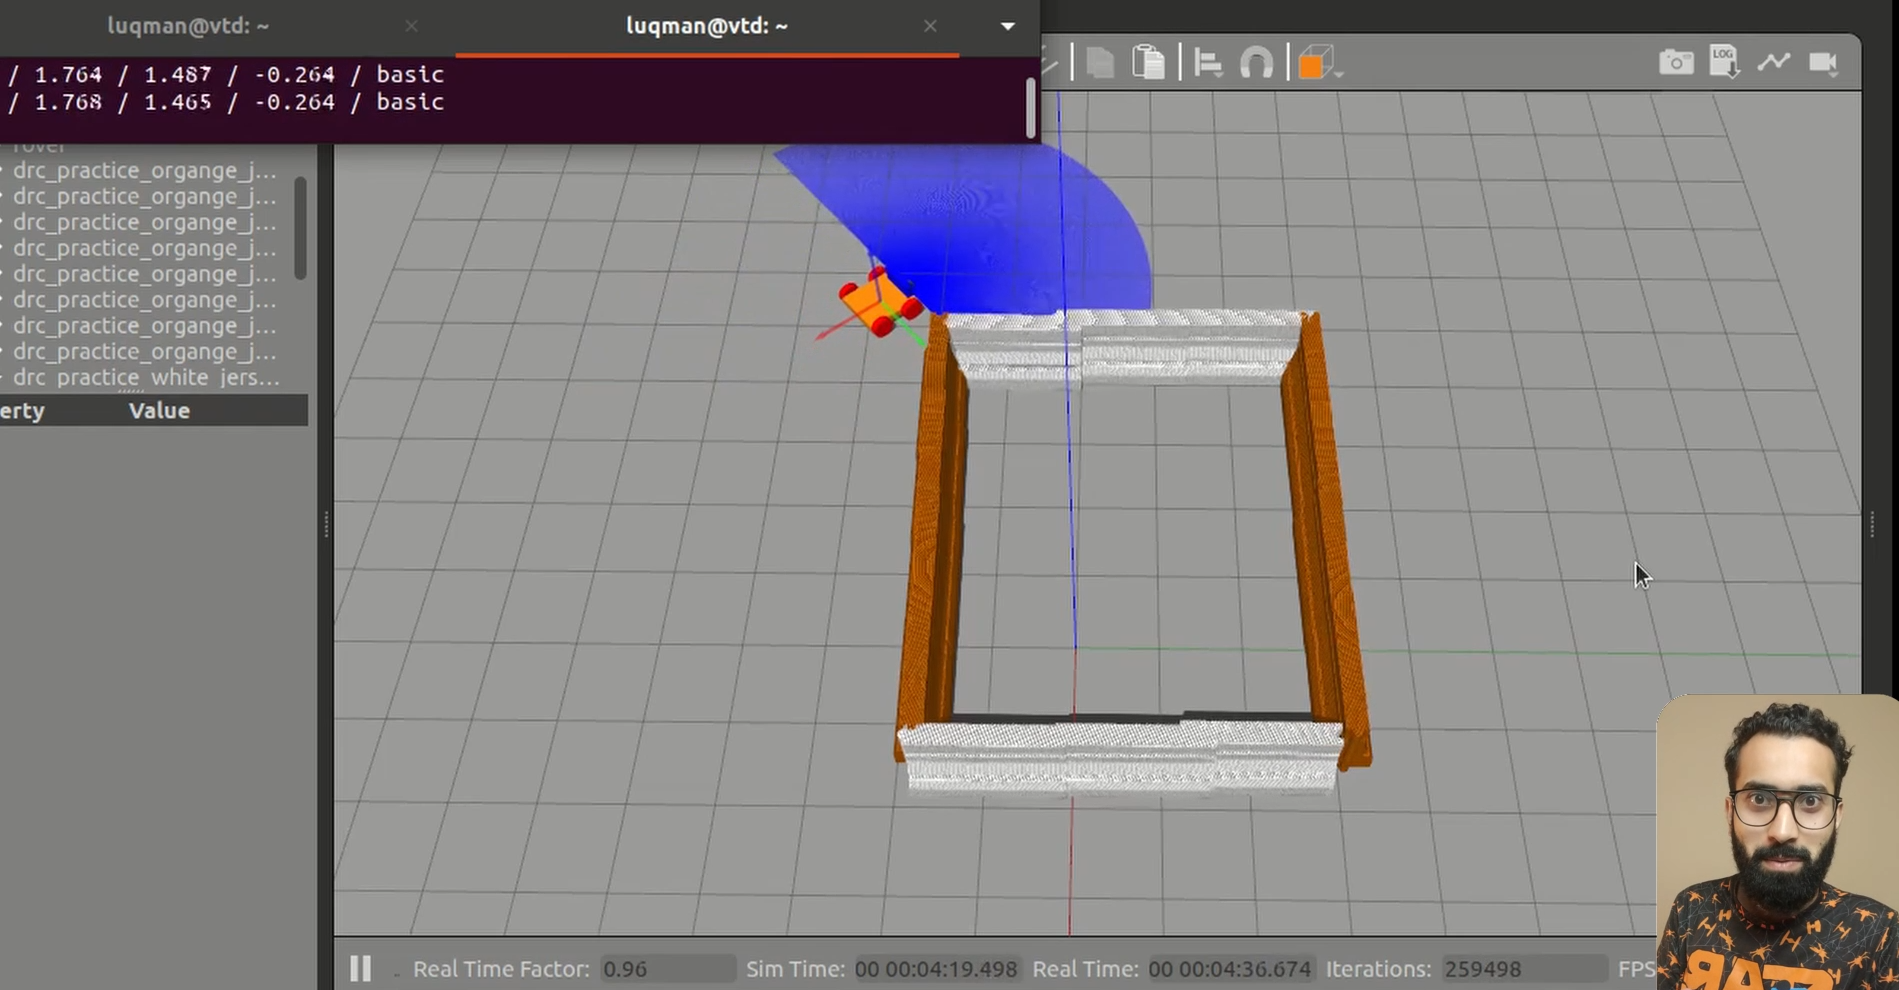 luqman@vtd: ~
luqman@vtd: ~
/ 1.764 / 1.487 / -0.264 / basic
/ 1.768 / 1.465 / -0.264 / basic
LOG
rover
drc_practice_organge_j...
drc_practice_organge_j...
drc_practice_organge_j...
drc_practice_organge_j...
drc_practice_organge_j...
drc_practice_organge_j...
drc_practice_organge_j...
drc_practice_organge_j...
drc_practice_white_jers...
erty Value
Real Time Factor: 0.96 Sim Time: 00 00:04:19.498 Real Time: 00 00:04:36.674 Iterations: 259498 FPS